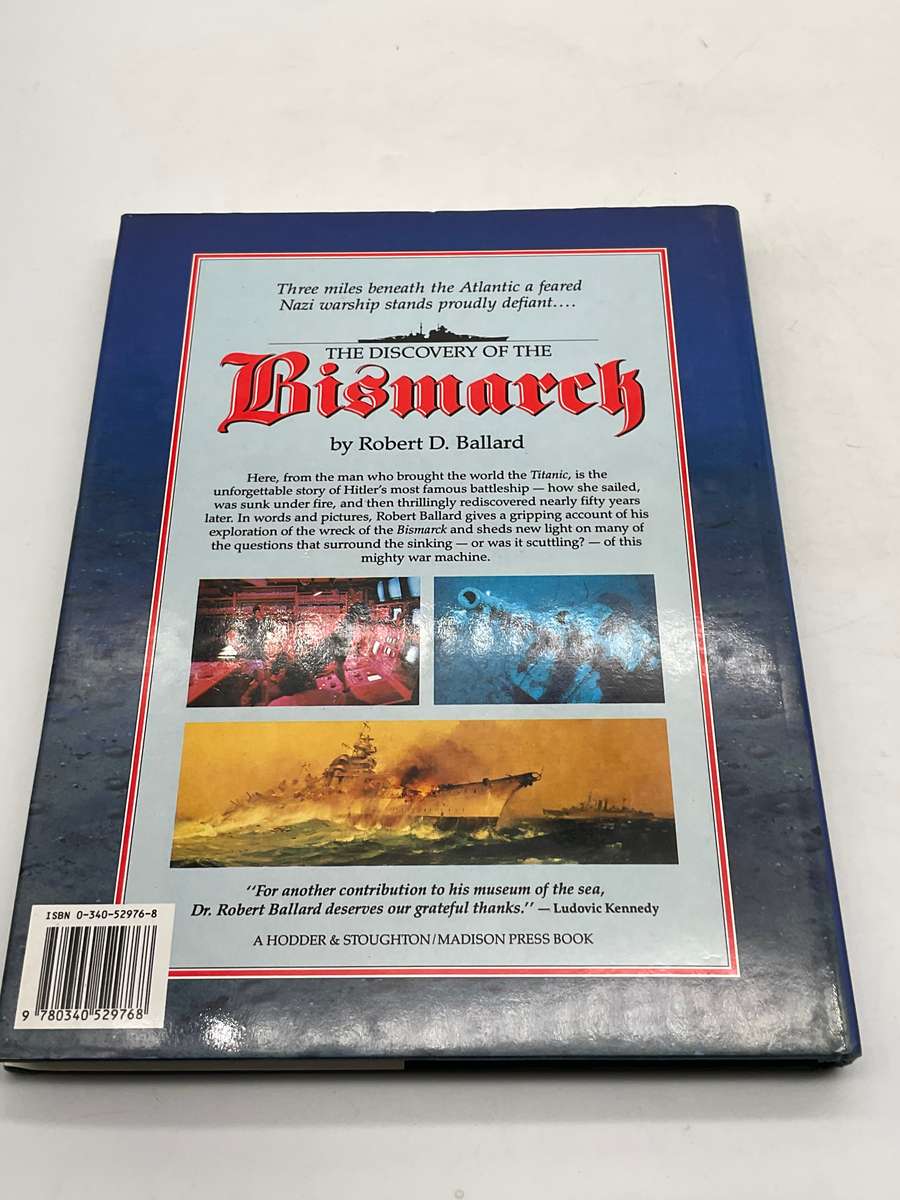 Three miles beneath the Atlantic a feared
Nazi warship stands proudly defiant....
THE DISCOVERY OF THE
Bismarck
by Robert D. Ballard
Here, from the man who brought the world the Titanic, is the
unforgettable story of Hitler's most famous battleship — how she sailed,
was sunk under fire, and then thrillingly rediscovered nearly fifty years
later. In words and pictures, Robert Ballard gives a gripping account of his
exploration of the wreck of the Bismarck and sheds new light on many of
the questions that surround the sinking — or was it scuttling? — of this
mighty war machine.
"For another contribution to his museum of the sea,
Dr. Robert Ballard deserves our grateful thanks." — Ludovic Kennedy
A HODDER & STOUGHTON/MADISON PRESS BOOK
ISBN 0-340-52976-8
9 780340 529768